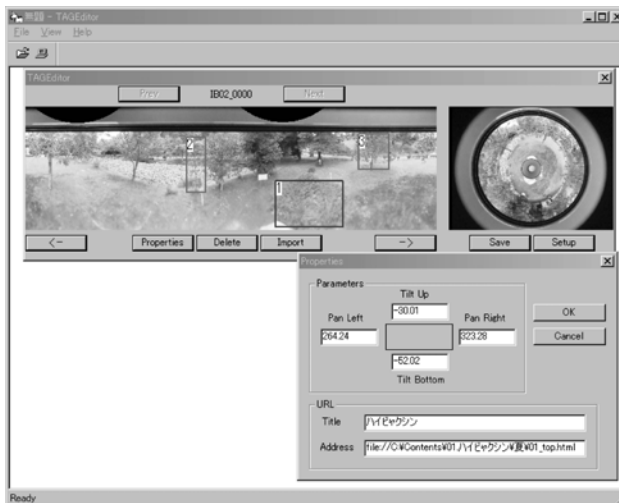 無題 - TAGEditor
File View Help
TAGEditor
Prev IB02_0000 Next
2
3
1
<- Properties Delete Import -> Save Setup
Properties
Parameters
Tilt Up
-30.01
Pan Left Pan Right
264.24 323.28
-52.02
Tilt Bottom
OK
Cancel
URL
Title ハイビャクシン
Address file://C:¥Contents¥01ハイビャクシン¥夏¥01_top.html
Ready